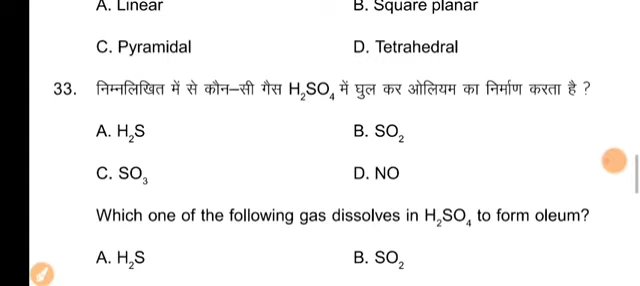 A. Linear B. Square planar
C. Pyramidal D. Tetrahedral
33. निम्नलिखित में से कौन–सी गैस H₂SO₄ में घुल कर ओलियम का निर्माण करता है ?
A. H₂S B. SO₂
C. SO₃ D. NO
Which one of the following gas dissolves in H₂SO₄ to form oleum?
A. H₂S B. SO₂